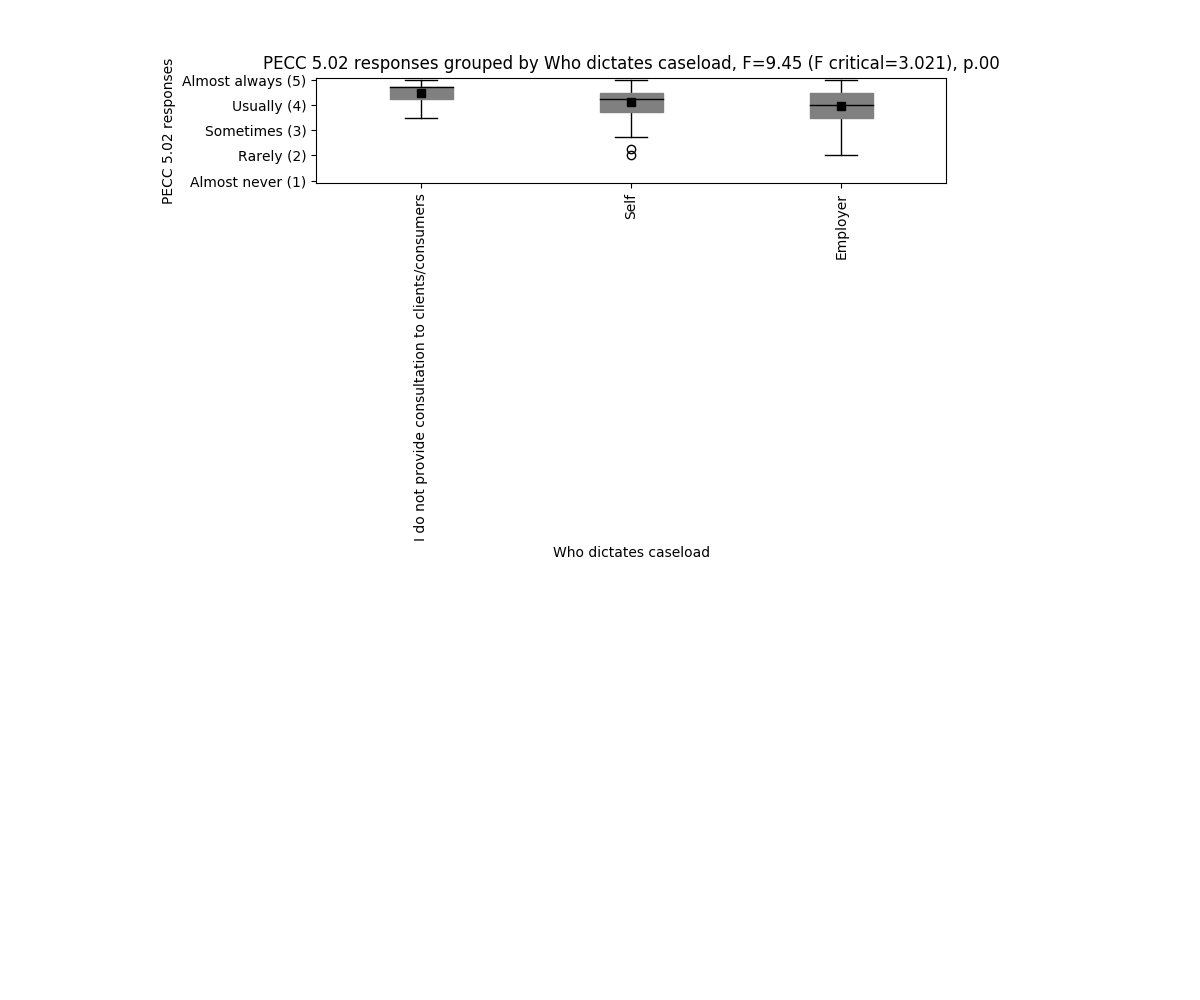 PECC 5.02 responses grouped by Who dictates caseload, F=9.45 (F critical=3.021), p.00
PECC 5.02 responses
Almost always (5)
Usually (4)
Sometimes (3)
Rarely (2)
Almost never (1)
I do not provide consultation to clients/consumers
Self
Employer
Who dictates caseload